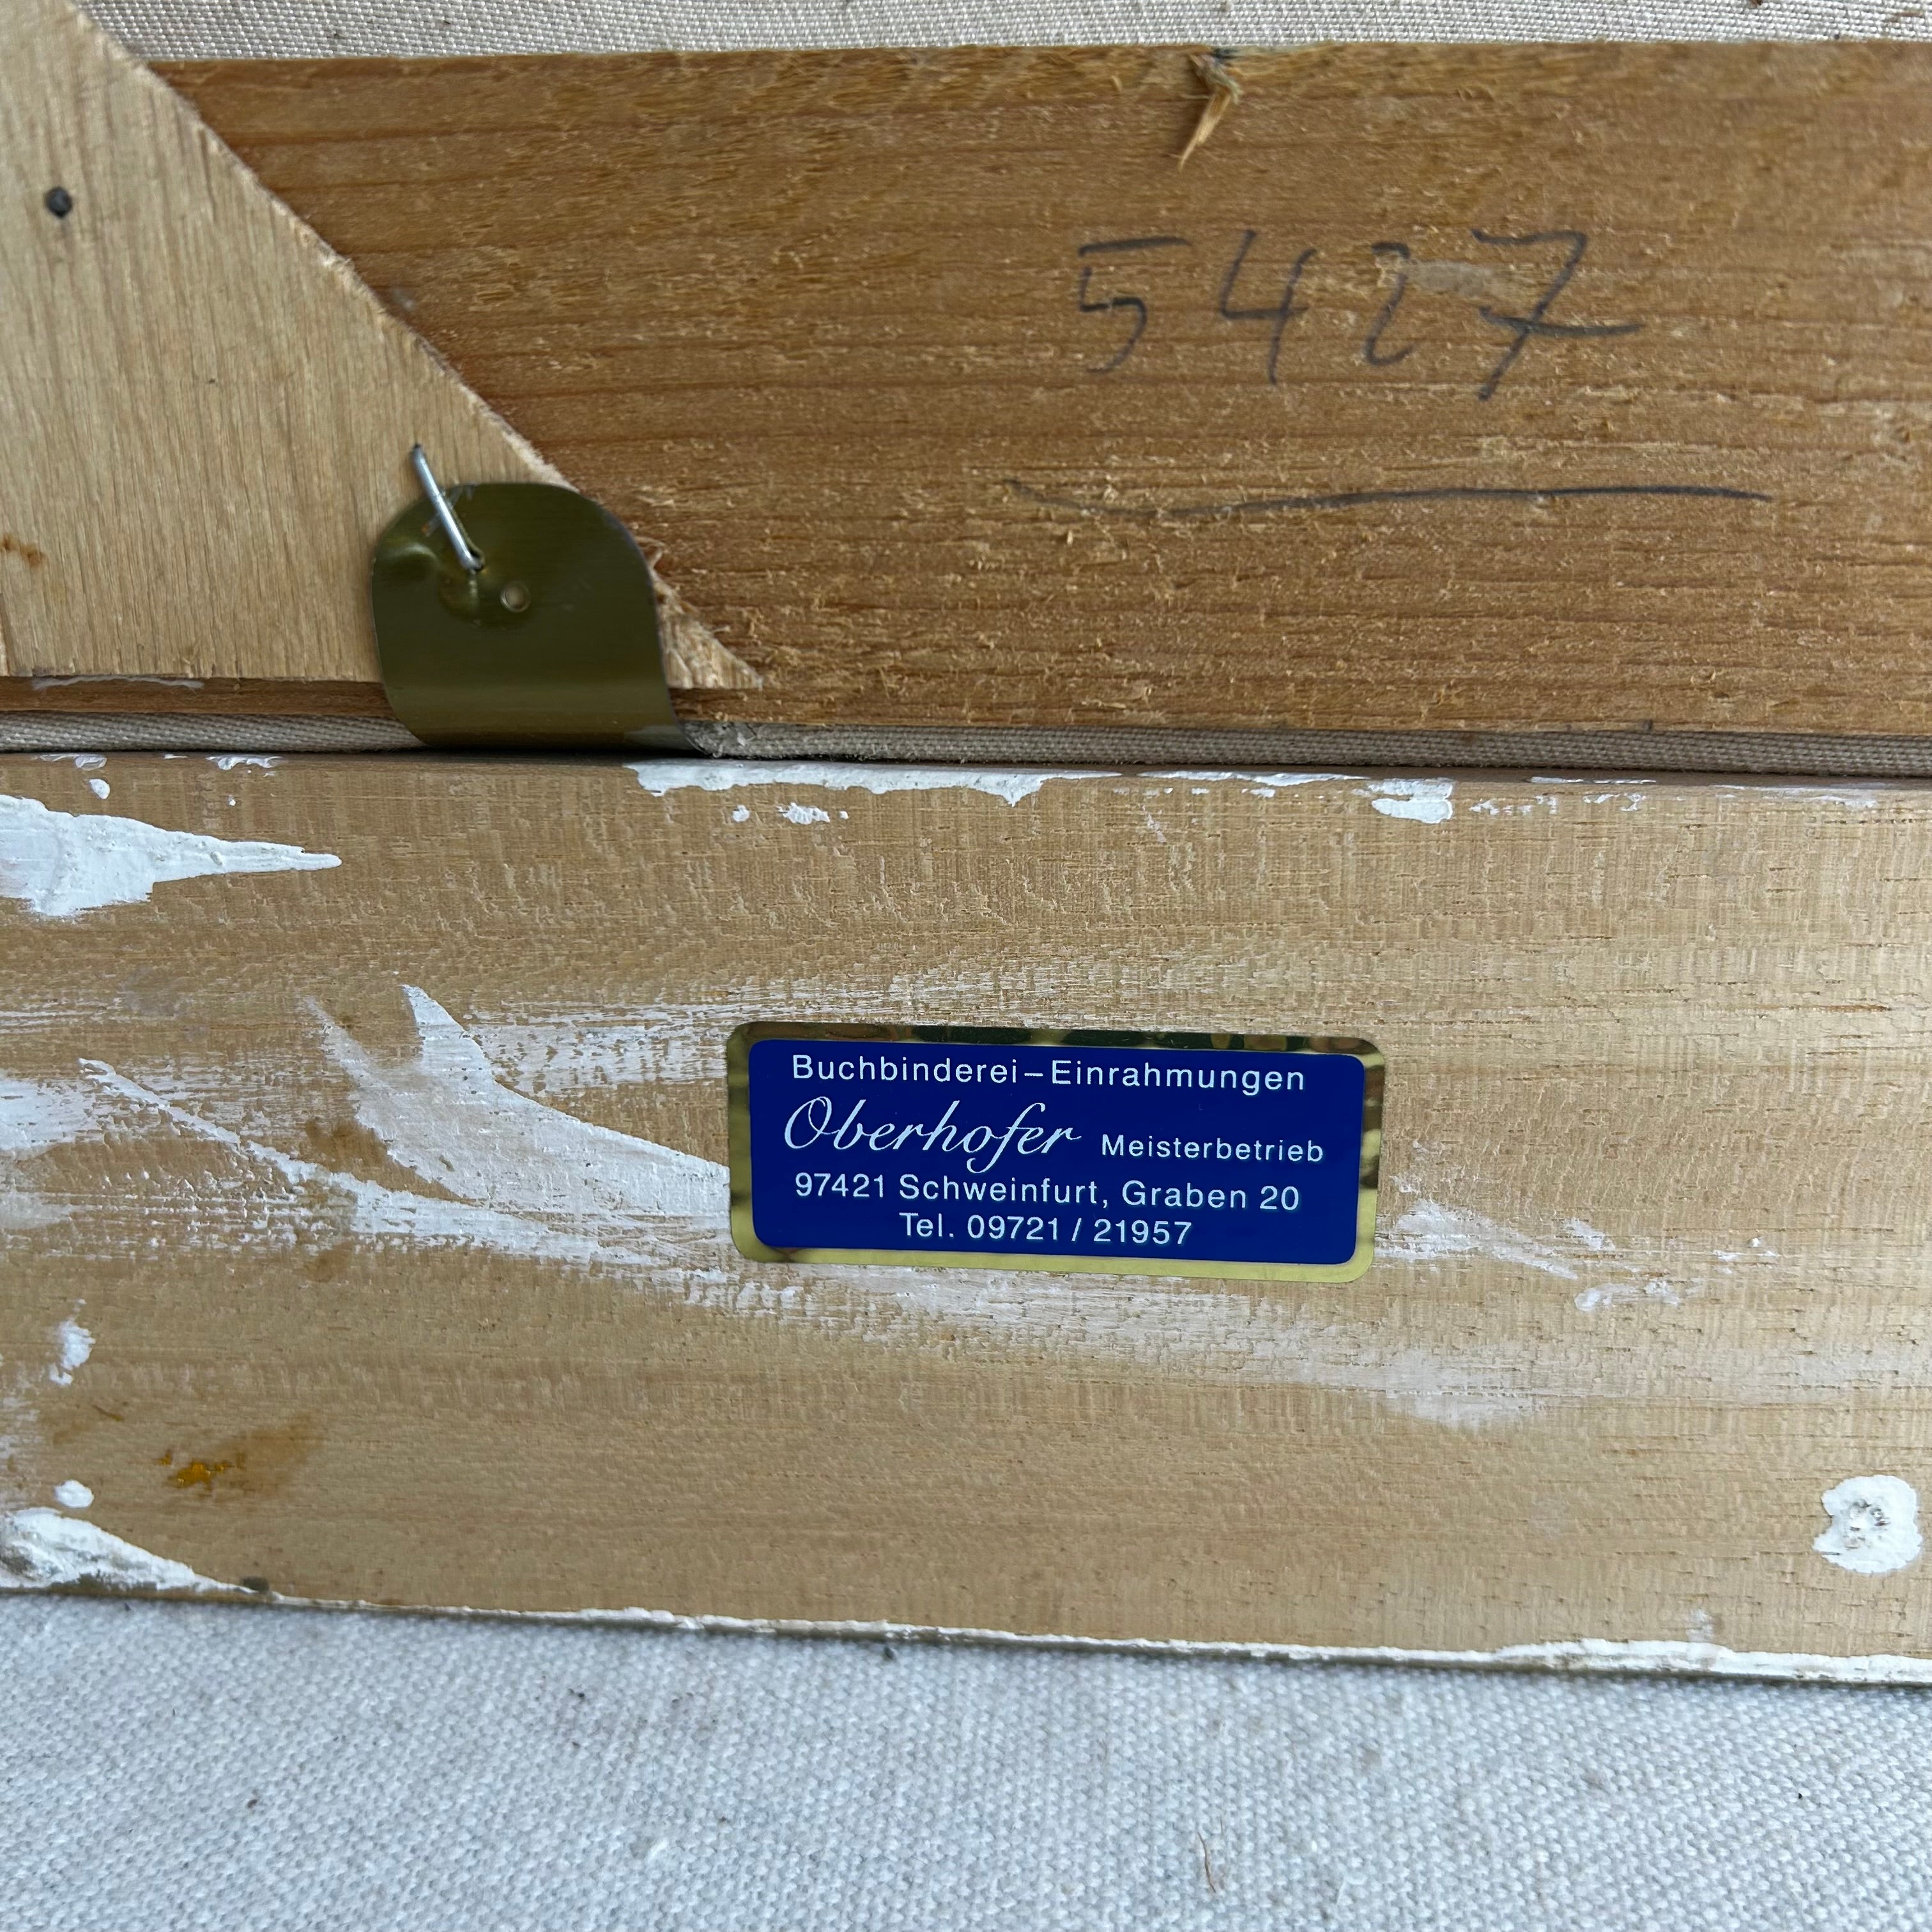 5427
Buchbinderei–Einrahmungen
Oberhofer Meisterbetrieb
97421 Schweinfurt, Graben 20
Tel. 09721 / 21957